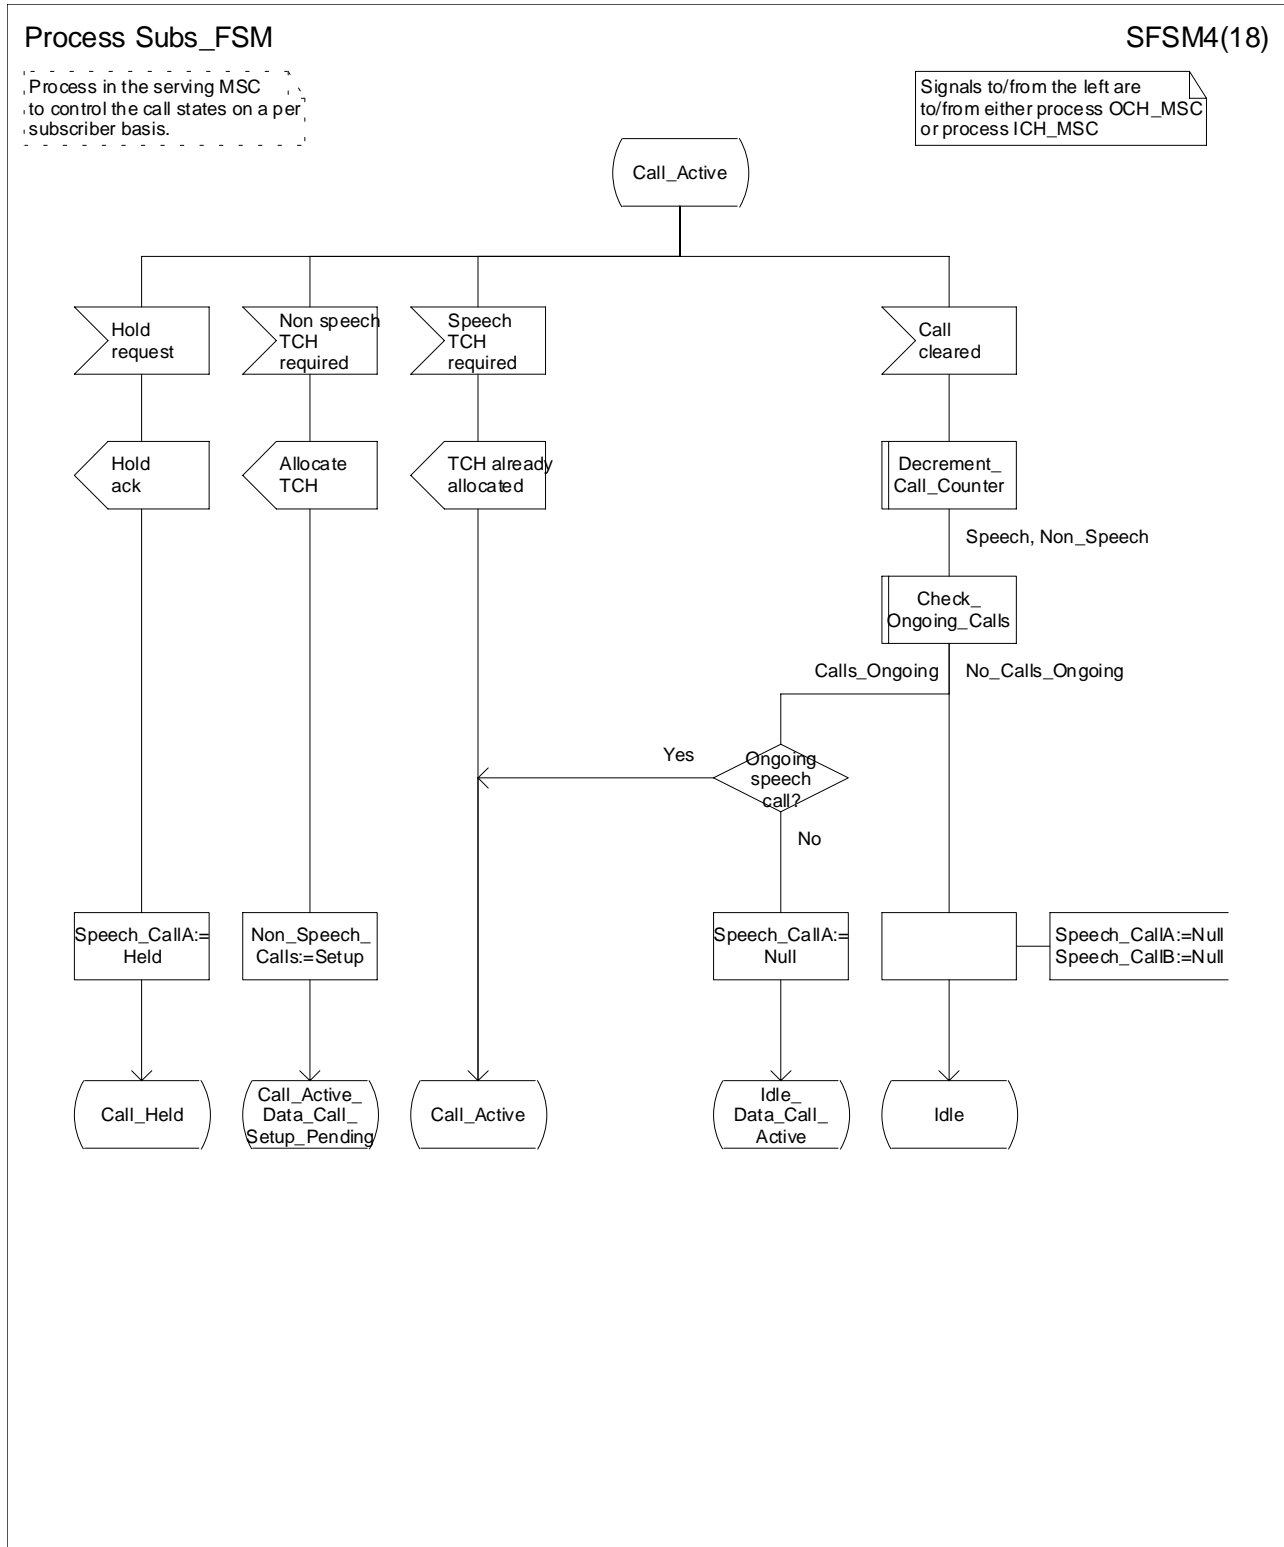 Process Subs_FSM
SFSM4(18)
Process in the serving MSC
to control the call states on a per
subscriber basis.
Signals to/from the left are
to/from either process OCH_MSC
or process ICH_MSC
Call_Active
Hold
request
Non speech
TCH
required
Speech
TCH
required
Call
cleared
Hold
ack
Allocate
TCH
TCH already
allocated
Decrement_
Call_Counter
Speech, Non_Speech
Check_
Ongoing_Calls
Calls_Ongoing
No_Calls_Ongoing
Yes
Ongoing
speech
call?
No
Speech_CallA:=
Held
Non_Speech_
Calls:=Setup
Speech_CallA:=
Null
Speech_CallA:=Null
Speech_CallB:=Null
Call_Held
Call_Active_
Data_Call_
Setup_Pending
Call_Active
Idle_
Data_Call_
Active
Idle